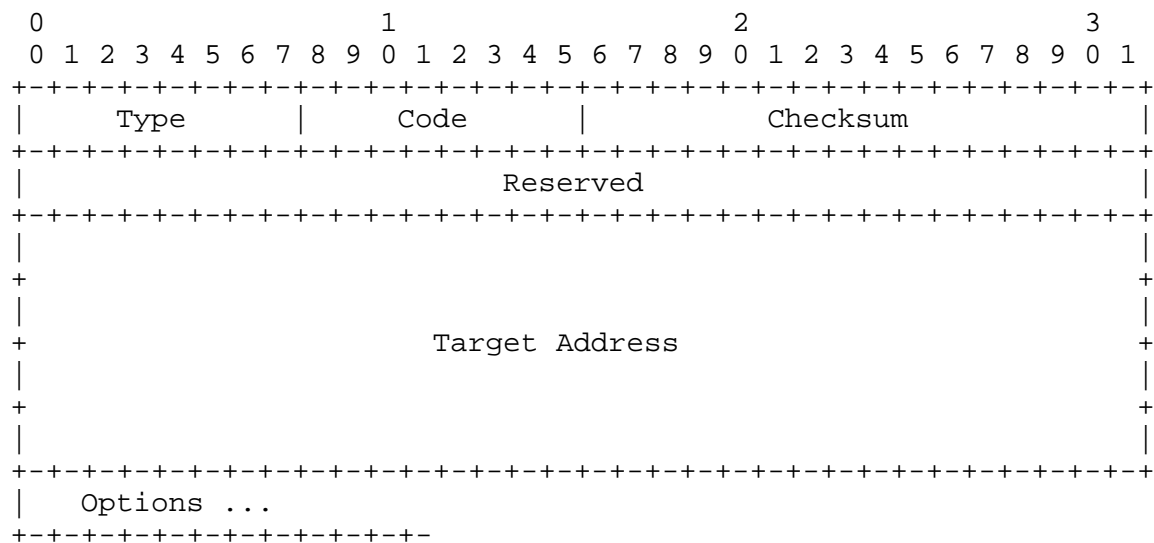 0                   1                   2                   3
 0 1 2 3 4 5 6 7 8 9 0 1 2 3 4 5 6 7 8 9 0 1 2 3 4 5 6 7 8 9 0 1
+-+-+-+-+-+-+-+-+-+-+-+-+-+-+-+-+-+-+-+-+-+-+-+-+-+-+-+-+-+-+-+-+
|     Type      |     Code      |          Checksum             |
+-+-+-+-+-+-+-+-+-+-+-+-+-+-+-+-+-+-+-+-+-+-+-+-+-+-+-+-+-+-+-+-+
|                           Reserved                            |
+-+-+-+-+-+-+-+-+-+-+-+-+-+-+-+-+-+-+-+-+-+-+-+-+-+-+-+-+-+-+-+-+
|                                                               |
+                                                               +
|                                                               |
+                       Target Address                          +
|                                                               |
+                                                               +
|                                                               |
+-+-+-+-+-+-+-+-+-+-+-+-+-+-+-+-+-+-+-+-+-+-+-+-+-+-+-+-+-+-+-+-+
|   Options ...
+-+-+-+-+-+-+-+-+-+-+-+-